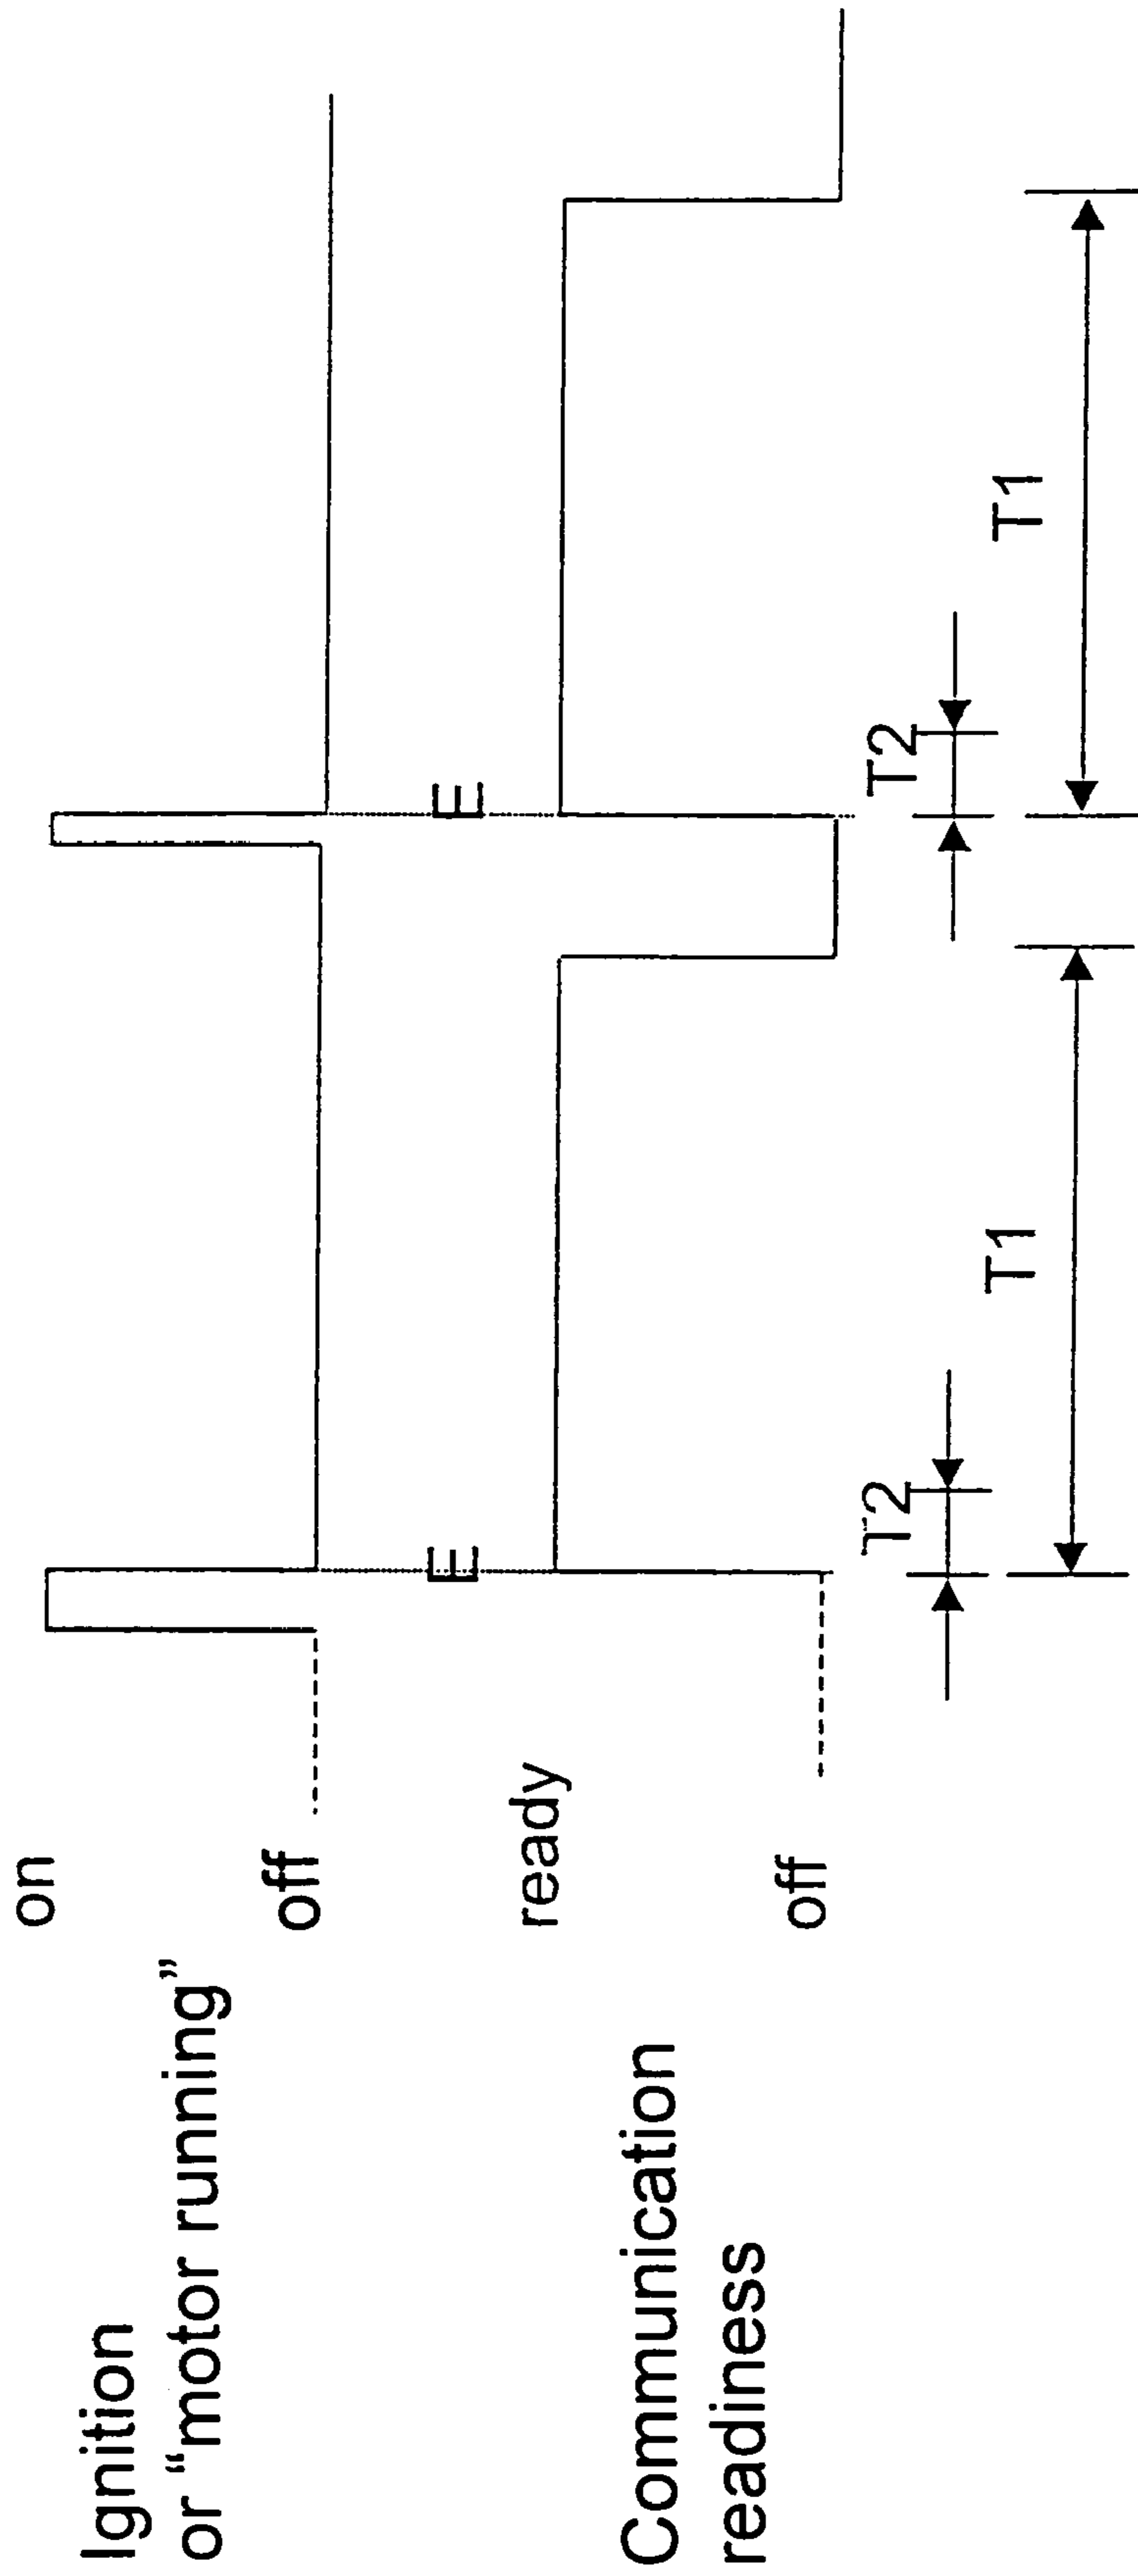 Ignition
or “motor running”
on
off
E
E
Communication
readiness
ready
off
T2
T2
T1
T1